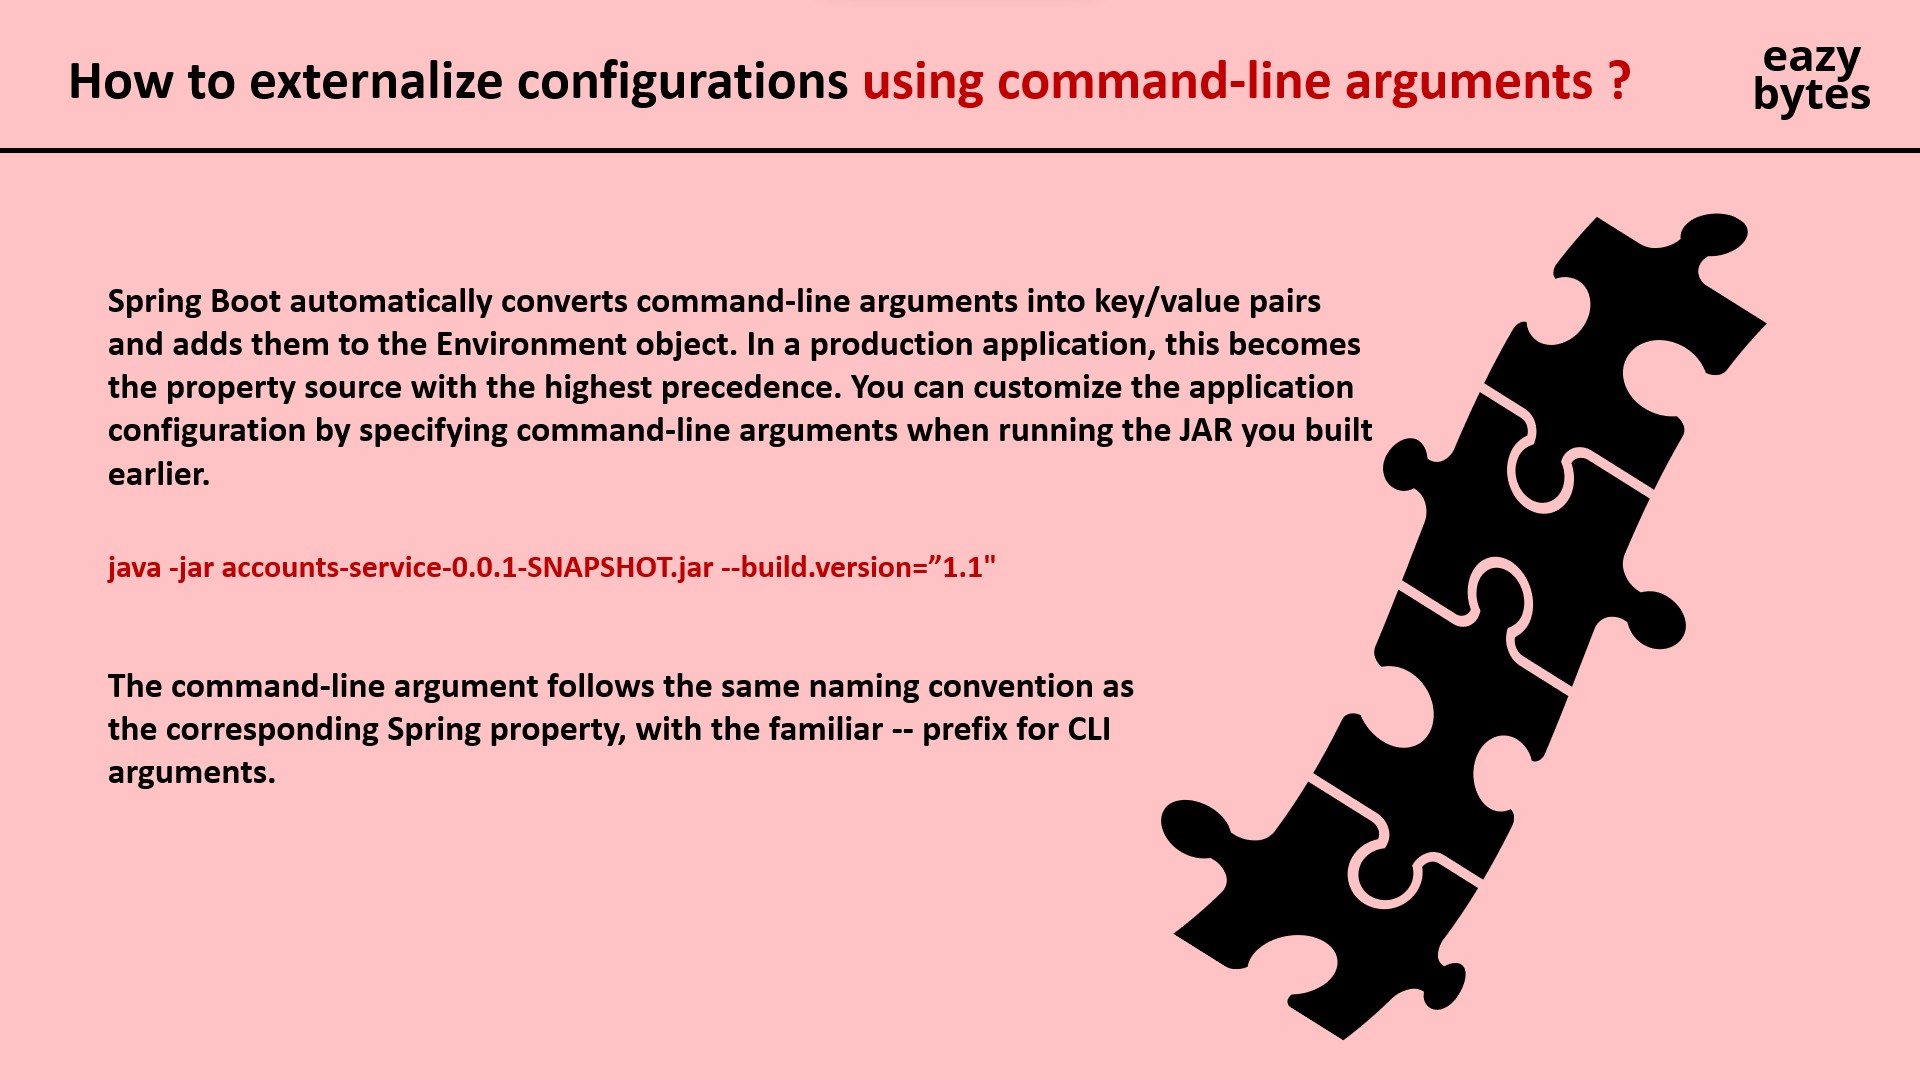 How to externalize configurations using command-line arguments ?
eazy
bytes
Spring Boot automatically converts command-line arguments into key/value pairs
and adds them to the Environment object. In a production application, this becomes
the property source with the highest precedence. You can customize the application
configuration by specifying command-line arguments when running the JAR you built
earlier.
java -jar accounts-service-0.0.1-SNAPSHOT.jar --build.version=”1.1"
The command-line argument follows the same naming convention as
the corresponding Spring property, with the familiar -- prefix for CLI
arguments.